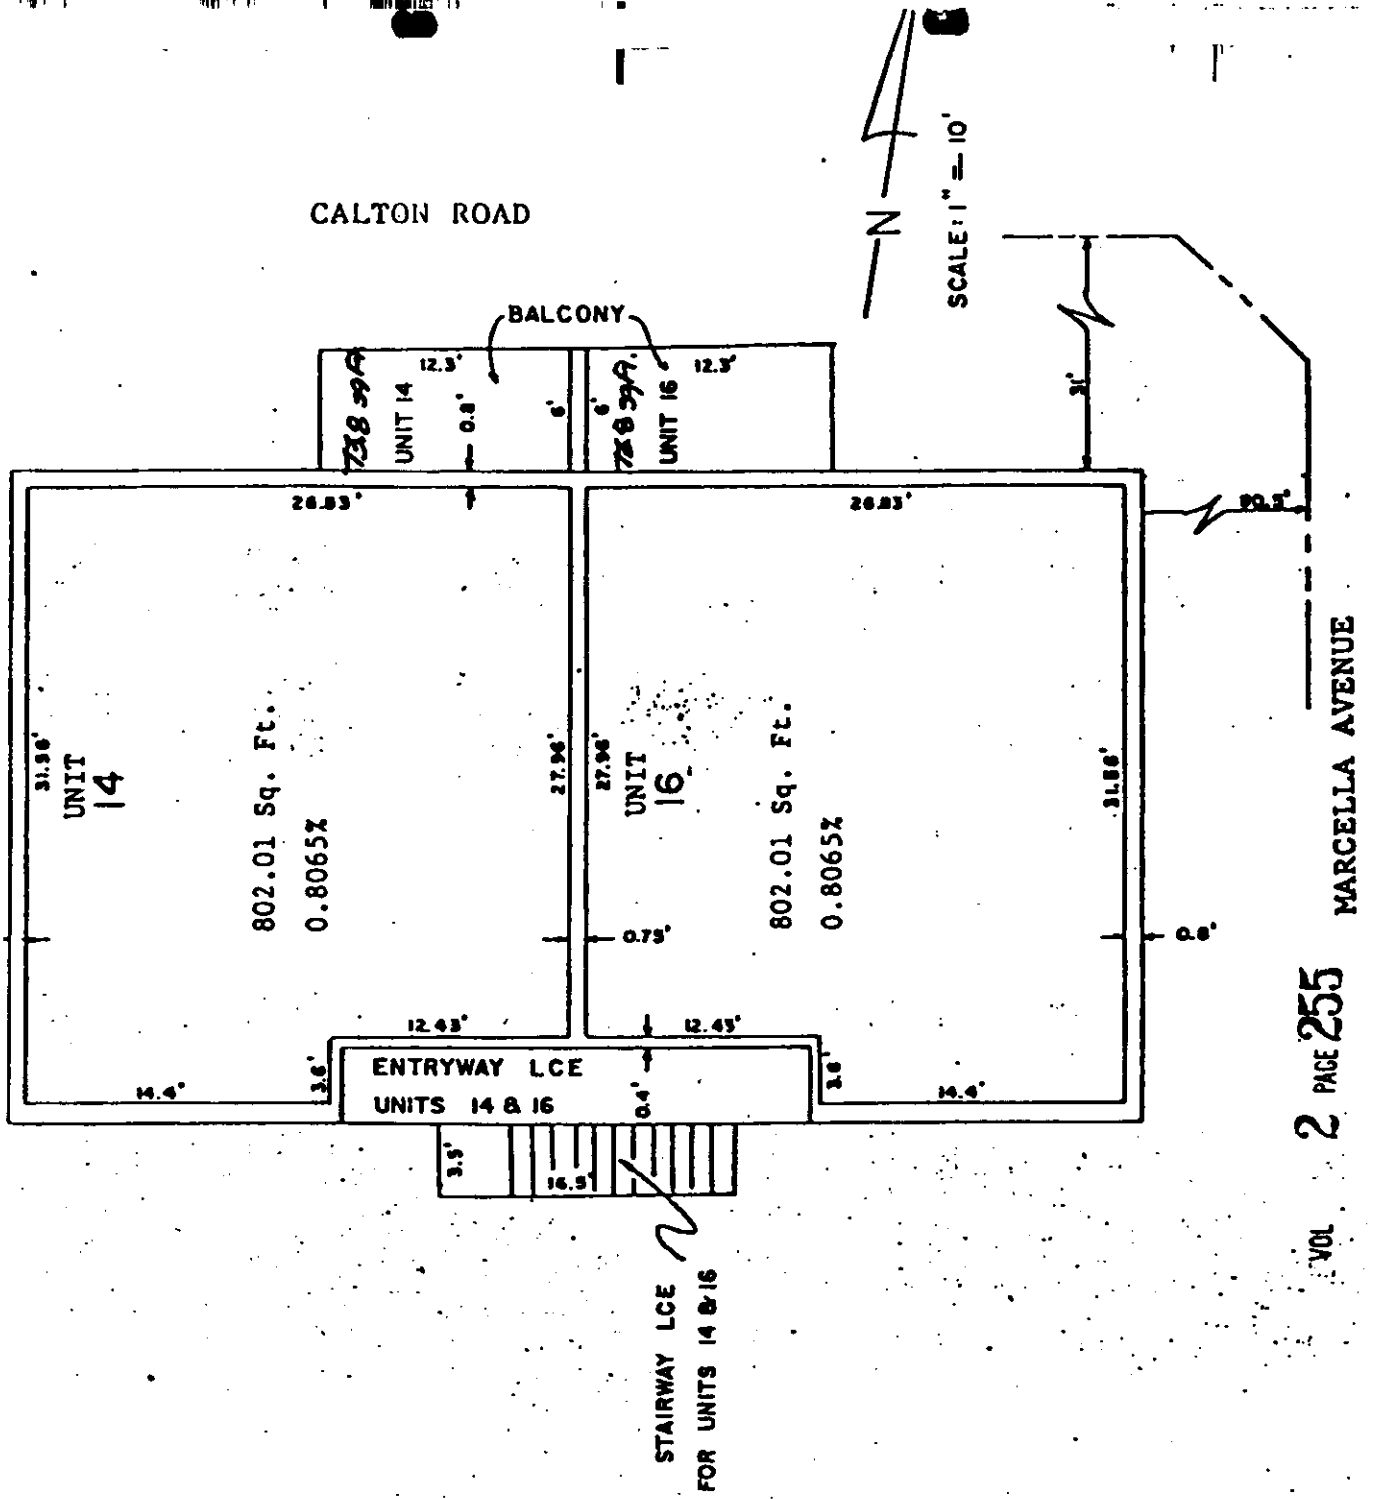 CALTON ROAD
N
SCALE: 1" = 10'
BALCONY
12.3'
12.3'
73.8 sq ft.
UNIT 14
0.8'
6'
6'
73.8 sq ft.
UNIT 16
31'
26.83'
26.83'
90.5'
31.56'
UNIT
14
802.01 Sq. Ft.
0.8065%
27.96'
27.96'
UNIT
16
802.01 Sq. Ft.
0.8065%
31.56'
MARCELLA AVENUE
0.75'
0.8'
12.43'
12.43'
3.6'
ENTRYWAY LCE
UNITS 14 & 16
0.4'
3.6'
14.4'
14.4'
3.5'
16.5'
STAIRWAY LCE
FOR UNITS 14 & 16
VOL 2 PAGE 255